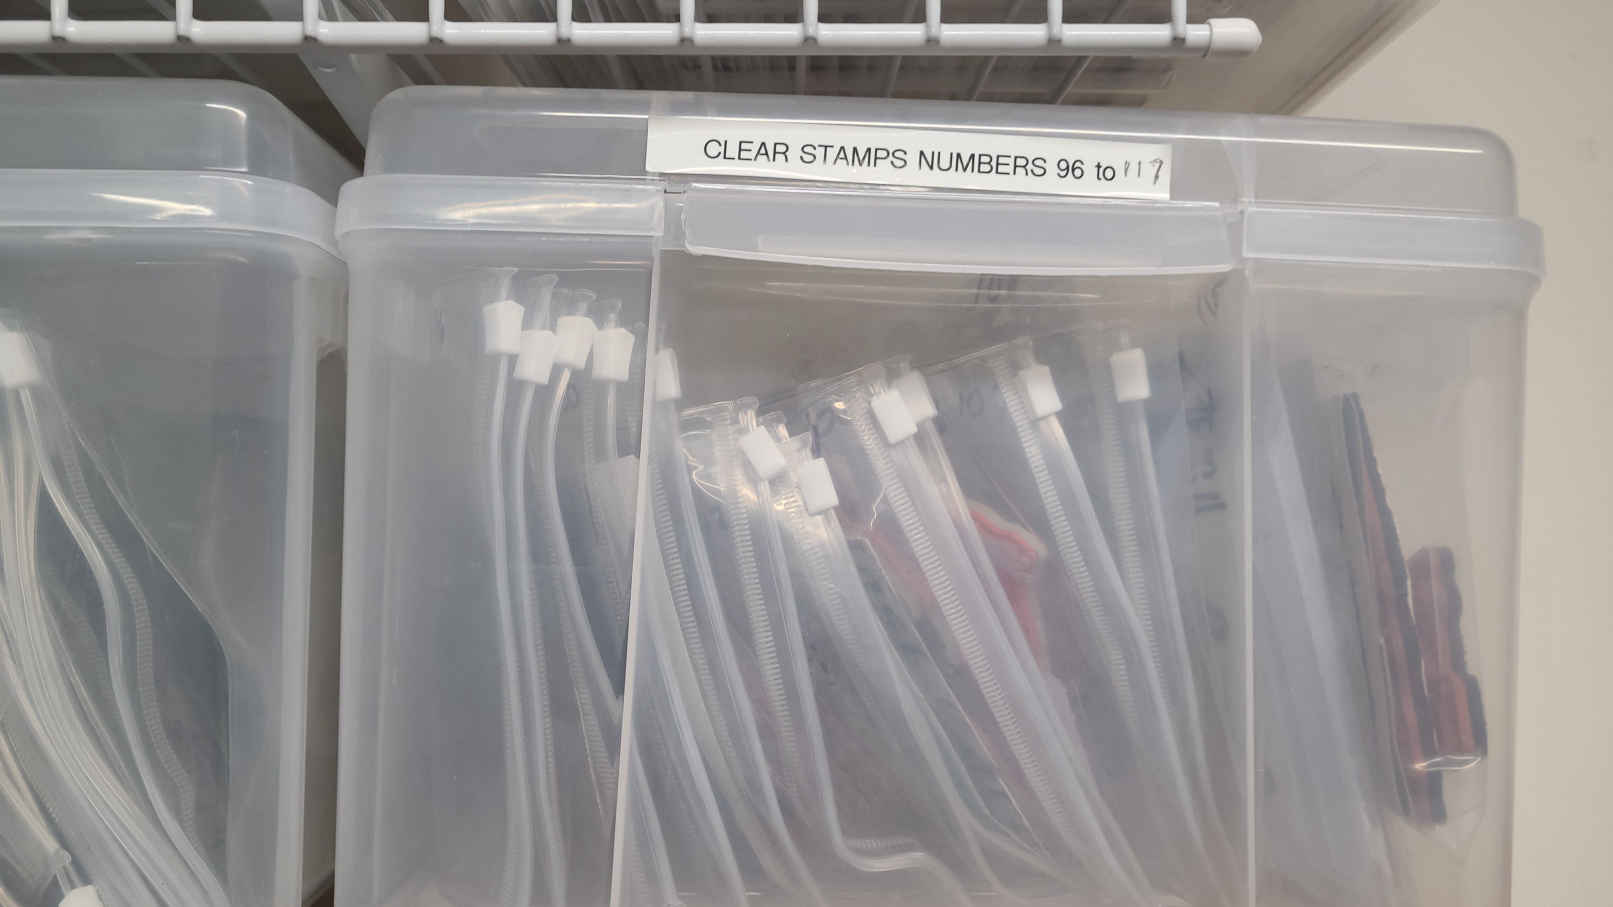 CLEAR STAMPS NUMBERS 96 to 117